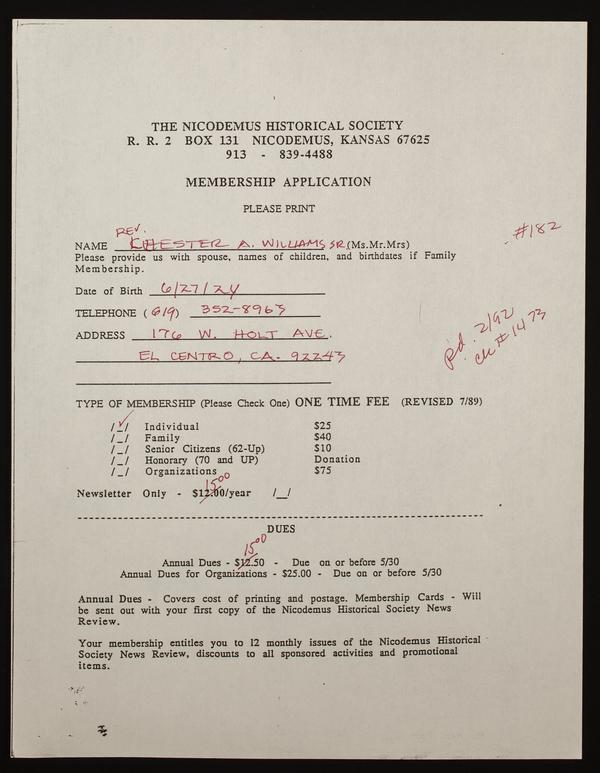 THE NICODEMUS HISTORICAL SOCIETY
R. R. 2 BOX 131 NICODEMUS, KANSAS 67625
913 - 839-4488
MEMBERSHIP APPLICATION
PLEASE PRINT
#182
REV.
NAME CHESTER A. WILLIAMS SR. (Ms.Mr.Mrs)
Please provide us with spouse, names of children, and birthdates if Family
Membership.
Date of Birth 6/27/24
TELEPHONE (619) 352-8963
pd. 2/92
ck #1473
ADDRESS 176 W. HOLT AVE.
EL CENTRO, CA. 92243
TYPE OF MEMBERSHIP (Please Check One) ONE TIME FEE (REVISED 7/89)
/✓/ Individual $25
/_/ Family $40
/_/ Senior Citizens (62-Up) $10
/_/ Honorary (70 and UP) Donation
/_/ Organizations $75
15.00
Newsletter Only - $12.00/year /_/
DUES
15.00
Annual Dues - $12.50 - Due on or before 5/30
Annual Dues for Organizations - $25.00 - Due on or before 5/30
Annual Dues - Covers cost of printing and postage. Membership Cards - Will
be sent out with your first copy of the Nicodemus Historical Society News
Review.
Your membership entitles you to 12 monthly issues of the Nicodemus Historical
Society News Review, discounts to all sponsored activities and promotional
items.